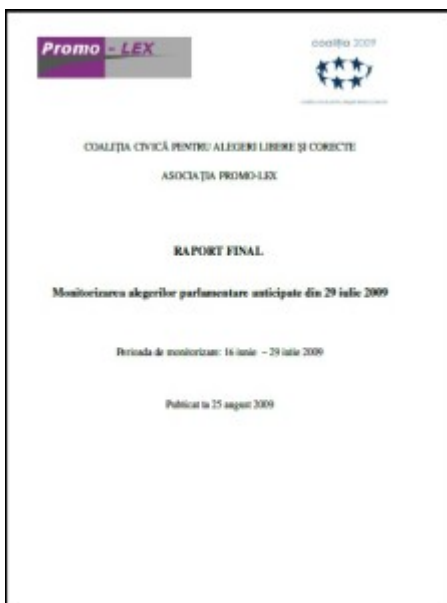 Promo - LEX
coaliția 2009
COALIȚIA CIVICĂ PENTRU ALEGERI LIBERE ȘI CORECTE
ASOCIAȚIA PROMO-LEX
RAPORT FINAL
Monitorizarea alegerilor parlamentare anticipate din 29 iulie 2009
Perioada de monitorizare: 16 iunie – 29 iulie 2009
Publicat la 25 august 2009